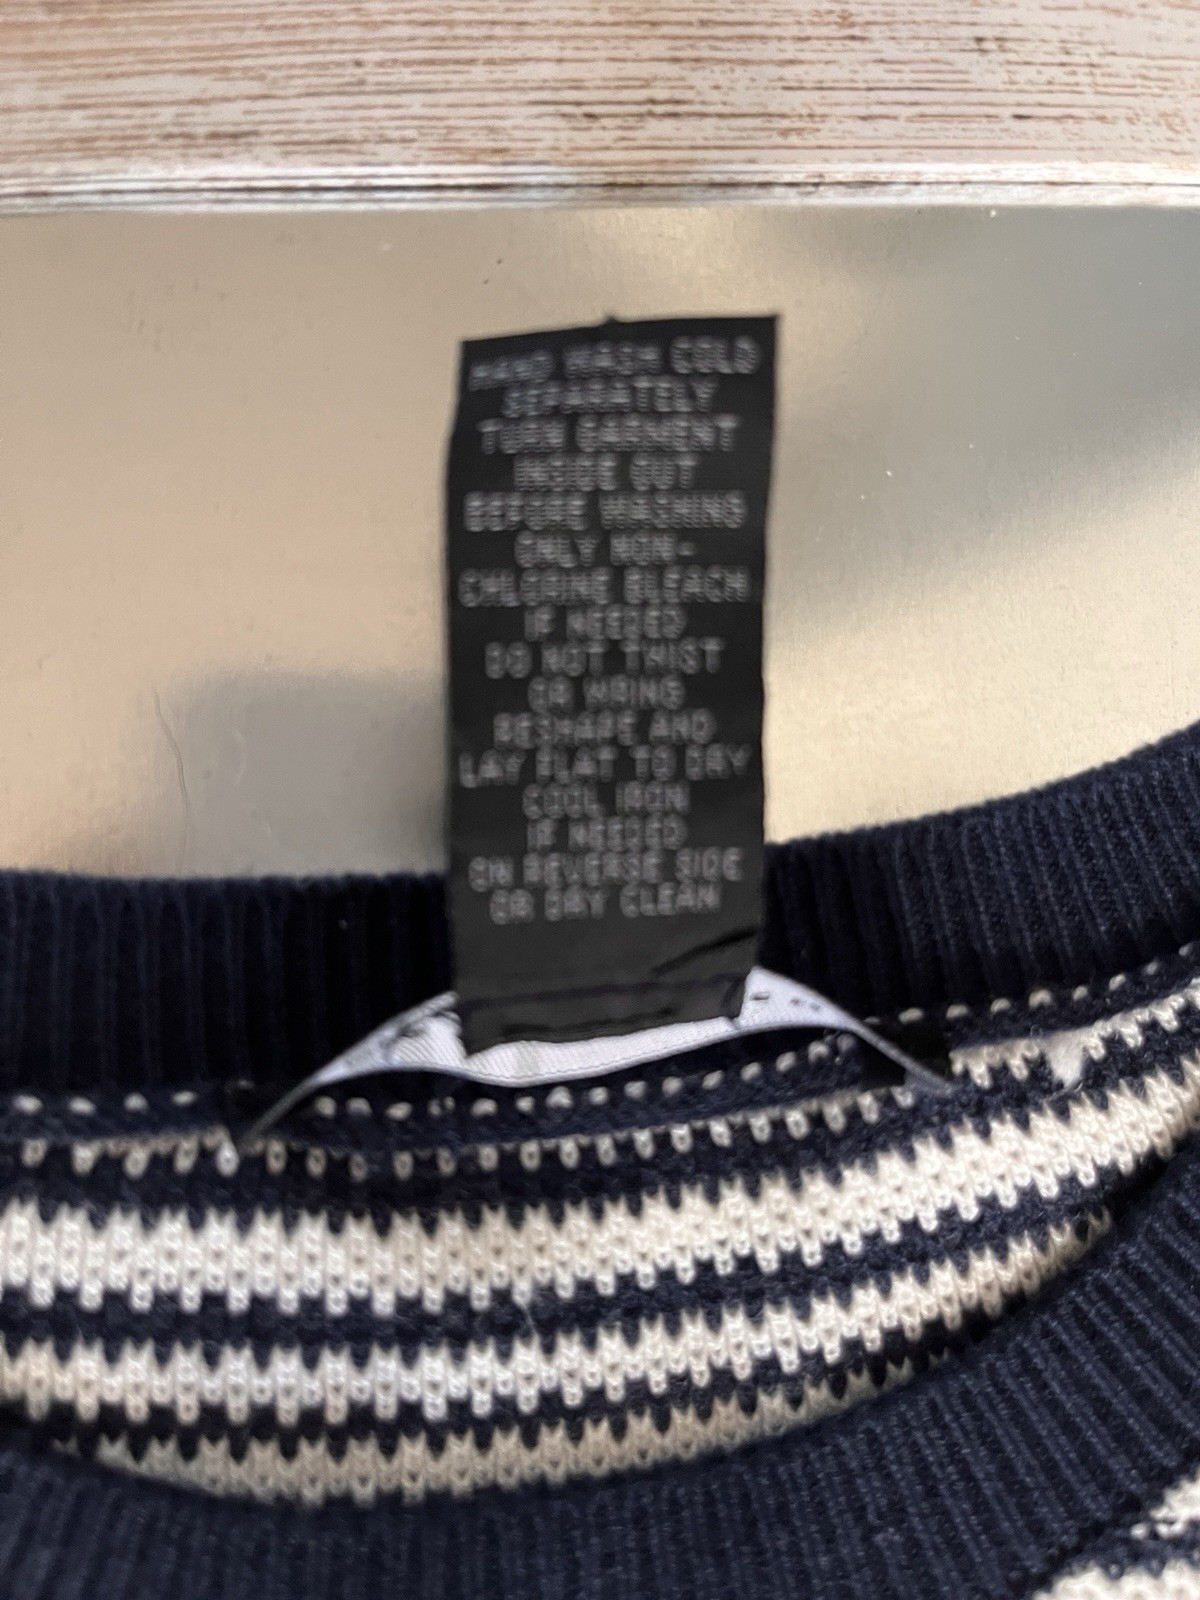 HAND WASH COLD
SEPARATELY
TURN GARMENT
INSIDE OUT
BEFORE WASHING
ONLY NON-
CHLORINE BLEACH
IF NEEDED
DO NOT TWIST
OR WRING
RESHAPE AND
LAY FLAT TO DRY
COOL IRON
IF NEEDED
ON REVERSE SIDE
OR DRY CLEAN